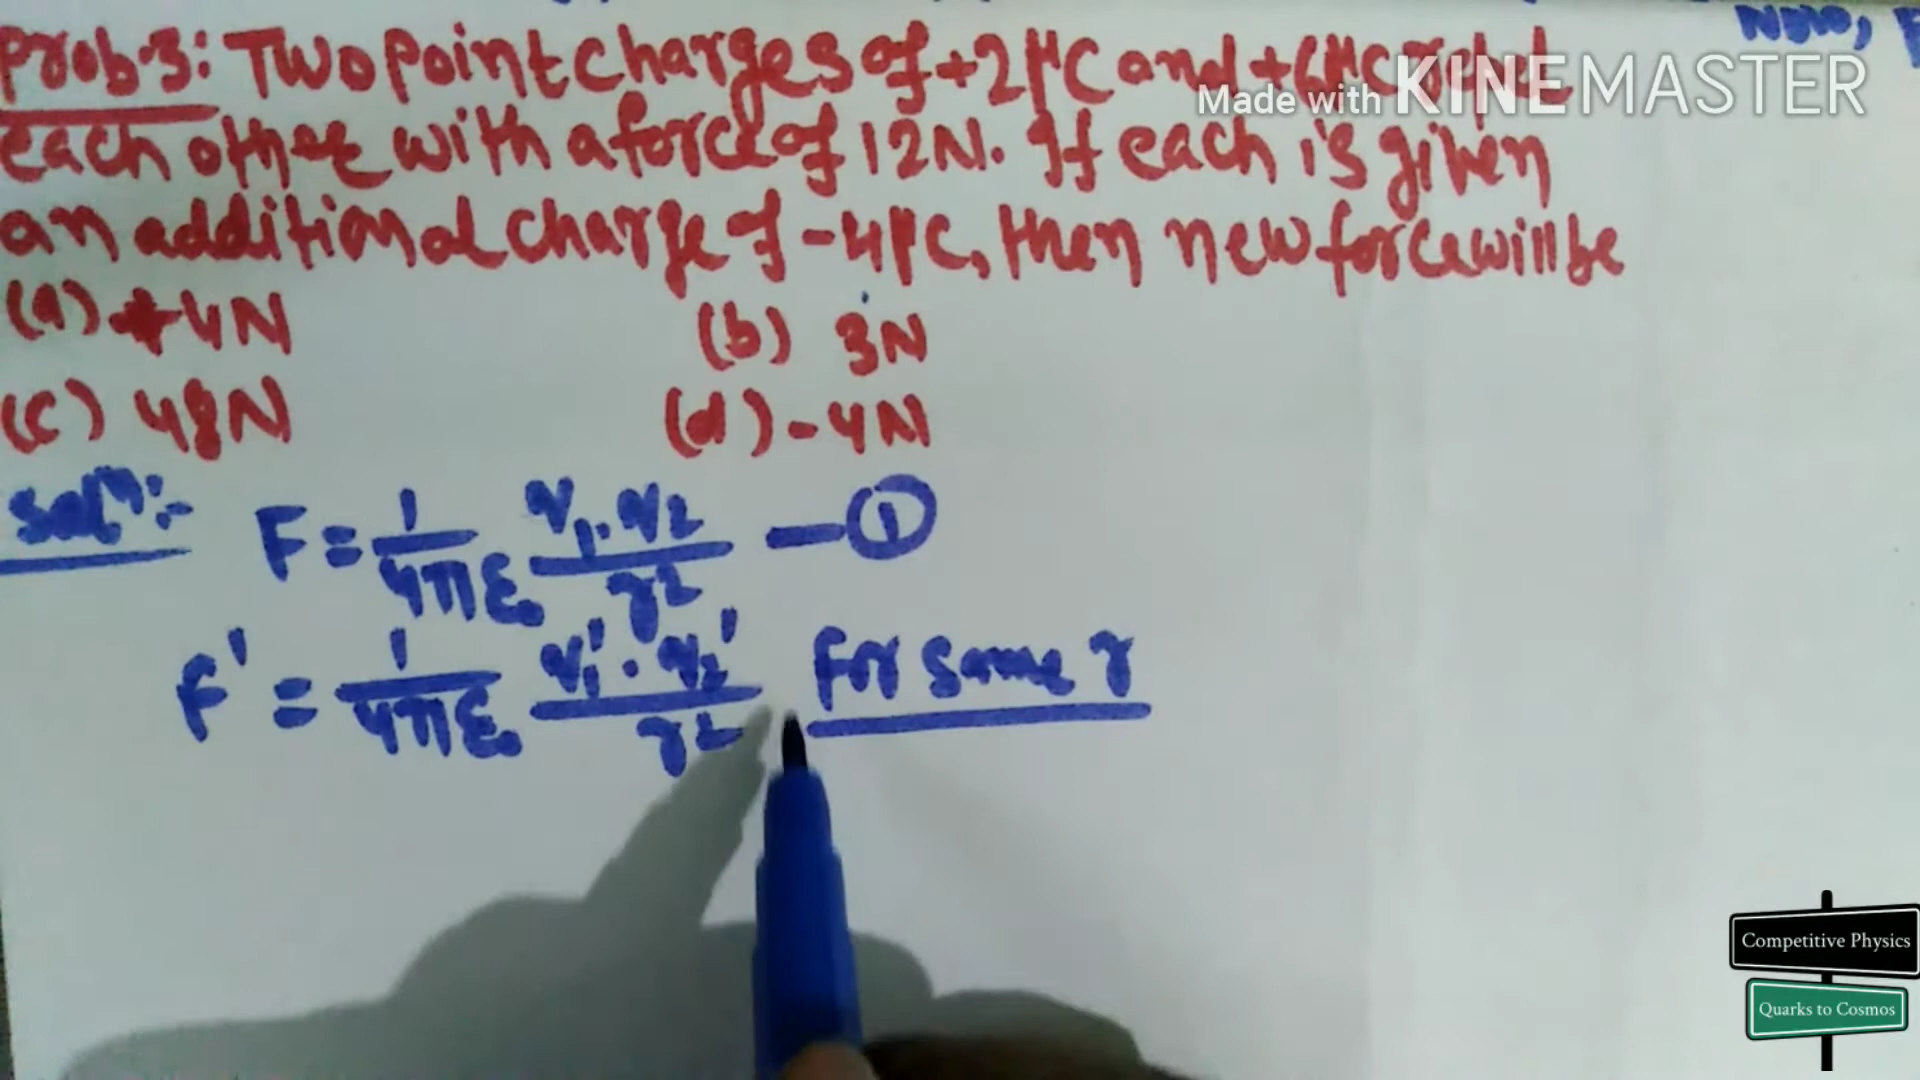 Now, F
Prob.3: Two point charges of +2μC and +6μC repel
Made with KINEMASTER
each other with a force of 12N. If each is given
an additional charge of -4μC, then new force will be
(a) +4N
(b) 3N
(c) 48N
(d) -4N
Solⁿ:-
F = 1/4πε₀ q₁.q₂/r² —①
F' = 1/4πε₀ q₁'.q₂'/r² For same r
Competitive Physics
Quarks to Cosmos